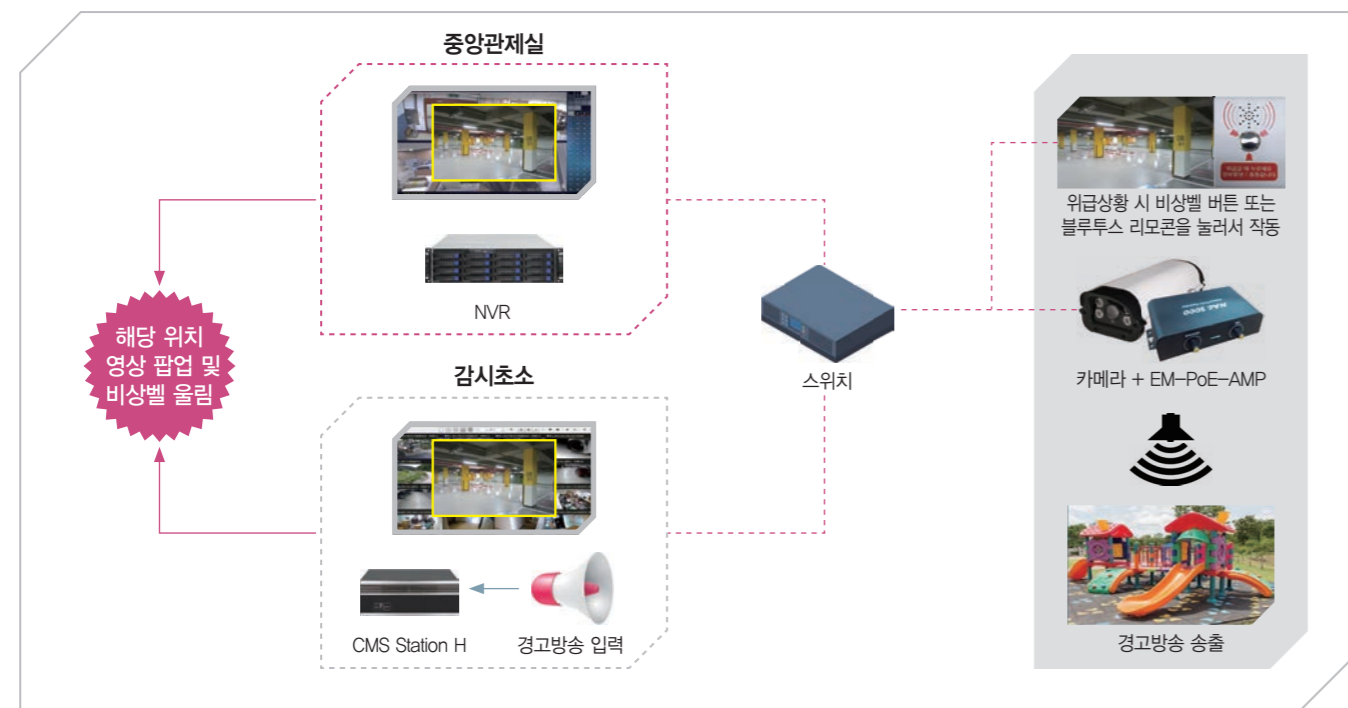 중앙관제실
NVR
해당 위치
영상 팝업 및
비상벨 울림
감시초소
CMS Station H
경고방송 입력
스위치
위급상황 시 비상벨 버튼 또는
블루투스 리모콘을 눌러서 작동
카메라 + EM-PoE-AMP
경고방송 송출